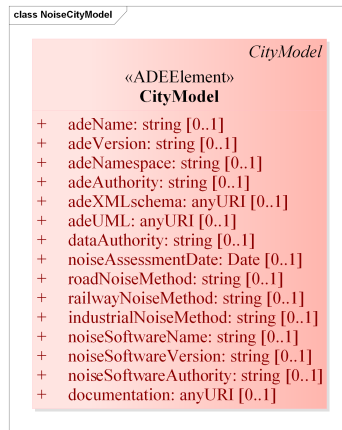 class NoiseCityModel
CityModel
«ADEElement»
CityModel
+ adeName: string [0..1]
+ adeVersion: string [0..1]
+ adeNamespace: string [0..1]
+ adeAuthority: string [0..1]
+ adeXMLschema: anyURI [0..1]
+ adeUML: anyURI [0..1]
+ dataAuthority: string [0..1]
+ noiseAssessmentDate: Date [0..1]
+ roadNoiseMethod: string [0..1]
+ railwayNoiseMethod: string [0..1]
+ industrialNoiseMethod: string [0..1]
+ noiseSoftwareName: string [0..1]
+ noiseSoftwareVersion: string [0..1]
+ noiseSoftwareAuthority: string [0..1]
+ documentation: anyURI [0..1]